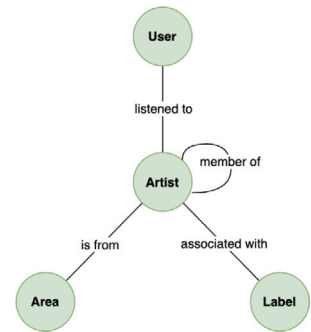 User
listened to
member of
Artist
is from
associated with
Area
Label